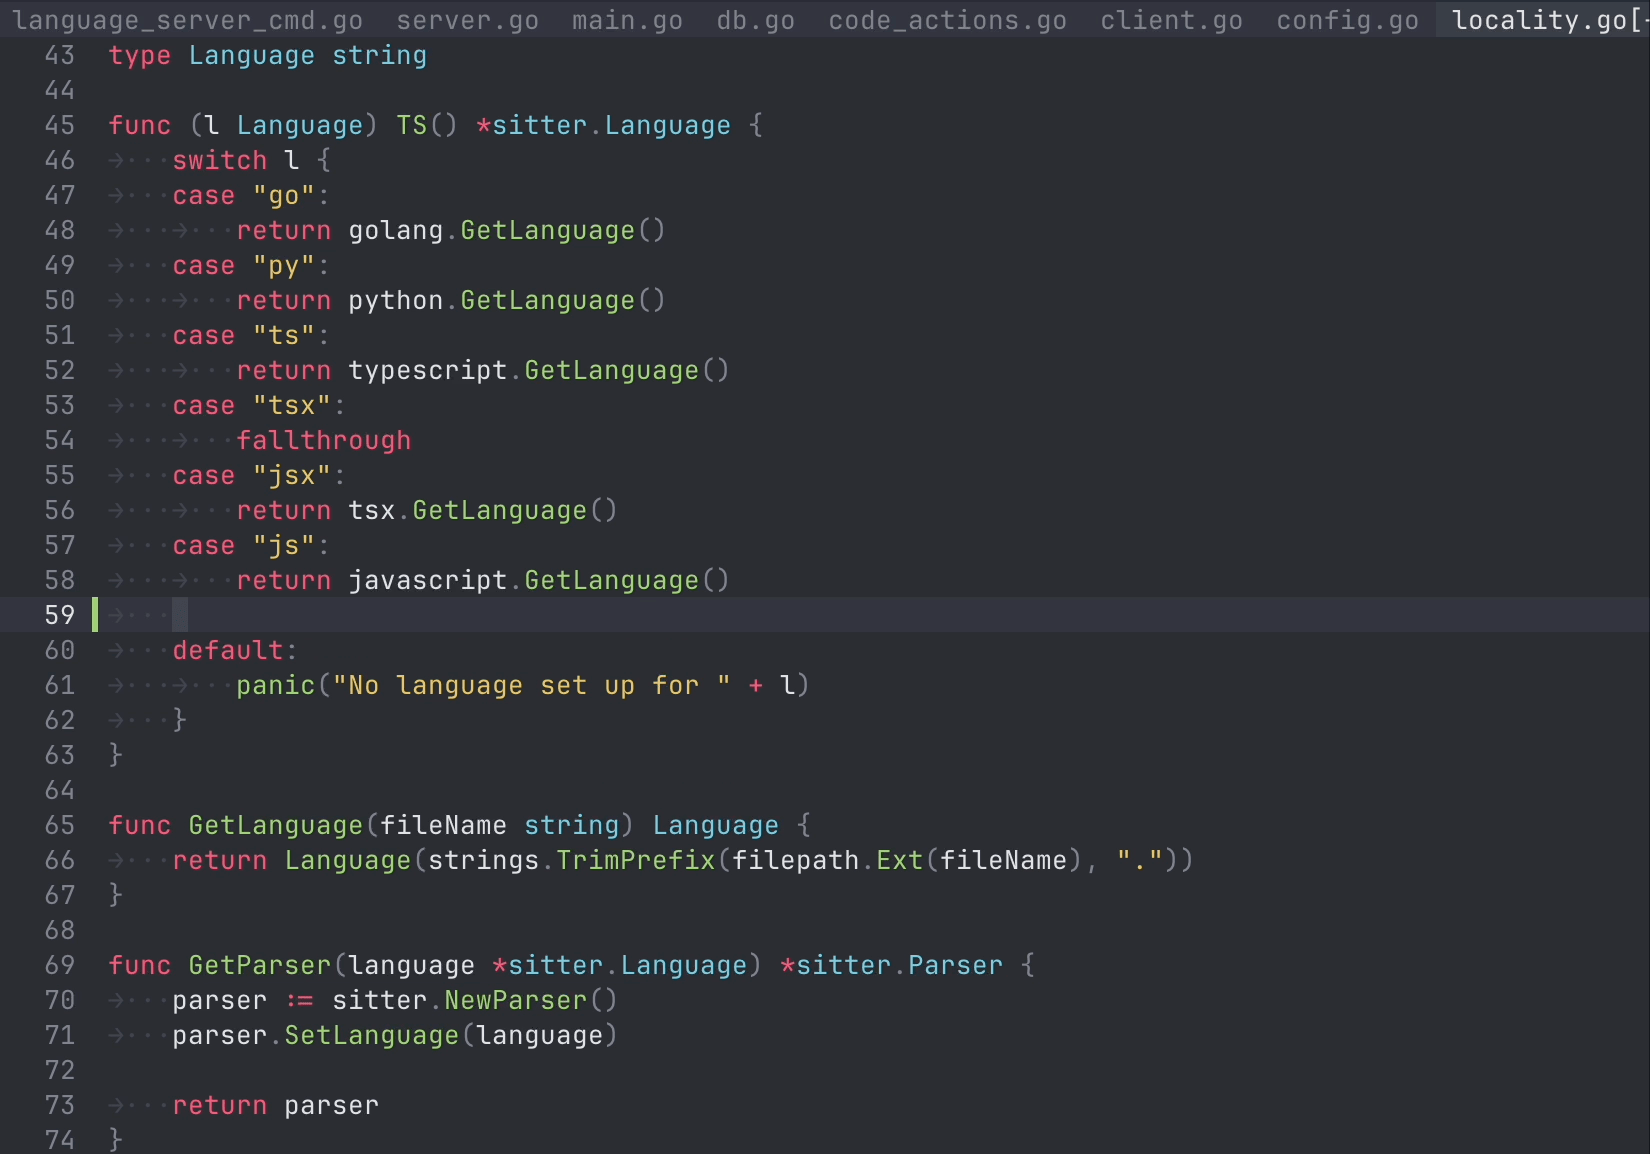 language_server_cmd.go server.go main.go db.go code_actions.go client.go config.go locality.go[
43 type Language string
44
45 func (l Language) TS() *sitter.Language {
46 switch l {
47 case "go":
48 return golang.GetLanguage()
49 case "py":
50 return python.GetLanguage()
51 case "ts":
52 return typescript.GetLanguage()
53 case "tsx":
54 fallthrough
55 case "jsx":
56 return tsx.GetLanguage()
57 case "js":
58 return javascript.GetLanguage()
59
60 default:
61 panic("No language set up for " + l)
62 }
63 }
64
65 func GetLanguage(fileName string) Language {
66 return Language(strings.TrimPrefix(filepath.Ext(fileName), "."))
67 }
68
69 func GetParser(language *sitter.Language) *sitter.Parser {
70 parser := sitter.NewParser()
71 parser.SetLanguage(language)
72
73 return parser
74 }